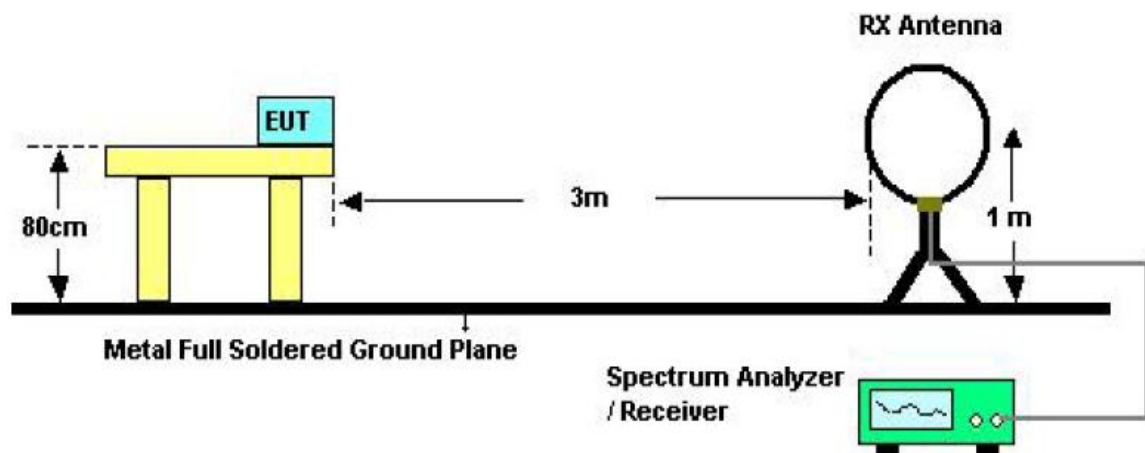 RX Antenna
EUT
80cm
3m
1 m
Metal Full Soldered Ground Plane
Spectrum Analyzer
/ Receiver